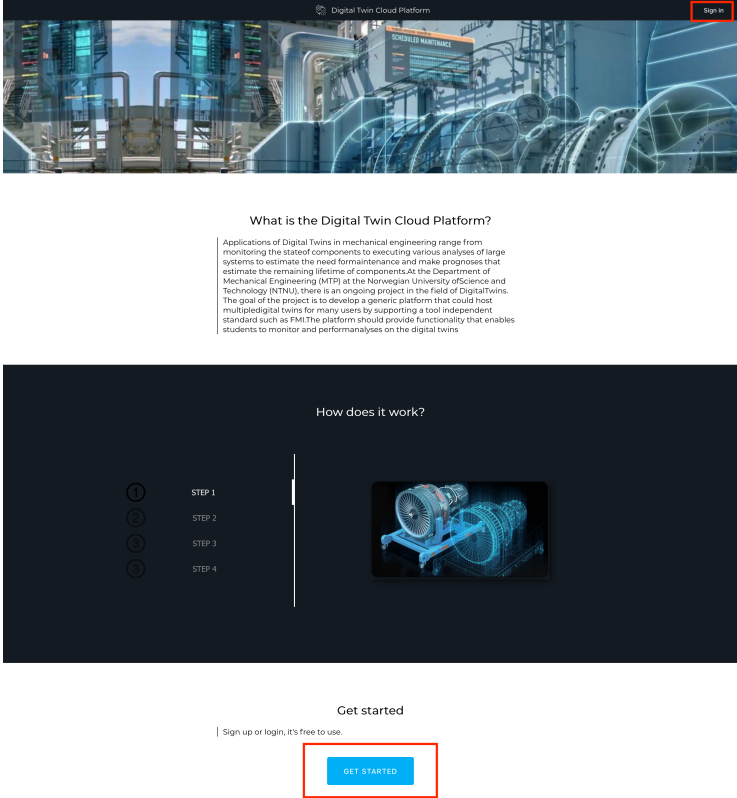 Digital Twin Cloud Platform
Sign in
SCHEDULED MAINTENANCE
What is the Digital Twin Cloud Platform?
Applications of Digital Twins in mechanical engineering range from
monitoring the stateof components to executing various analyses of large
systems to estimate the need formaintenance and make prognoses that
estimate the remaining lifetime of components.At the Department of
Mechanical Engineering (MTP) at the Norwegian University ofScience and
Technology (NTNU), there is an ongoing project in the field of DigitalTwins.
The goal of the project is to develop a generic platform that could host
multipledigital twins for many users by supporting a tool independent
standard such as FMI.The platform should provide functionality that enables
students to monitor and performanalyses on the digital twins
How does it work?
1 STEP 1
2 STEP 2
3 STEP 3
3 STEP 4
Get started
Sign up or login, it's free to use.
GET STARTED